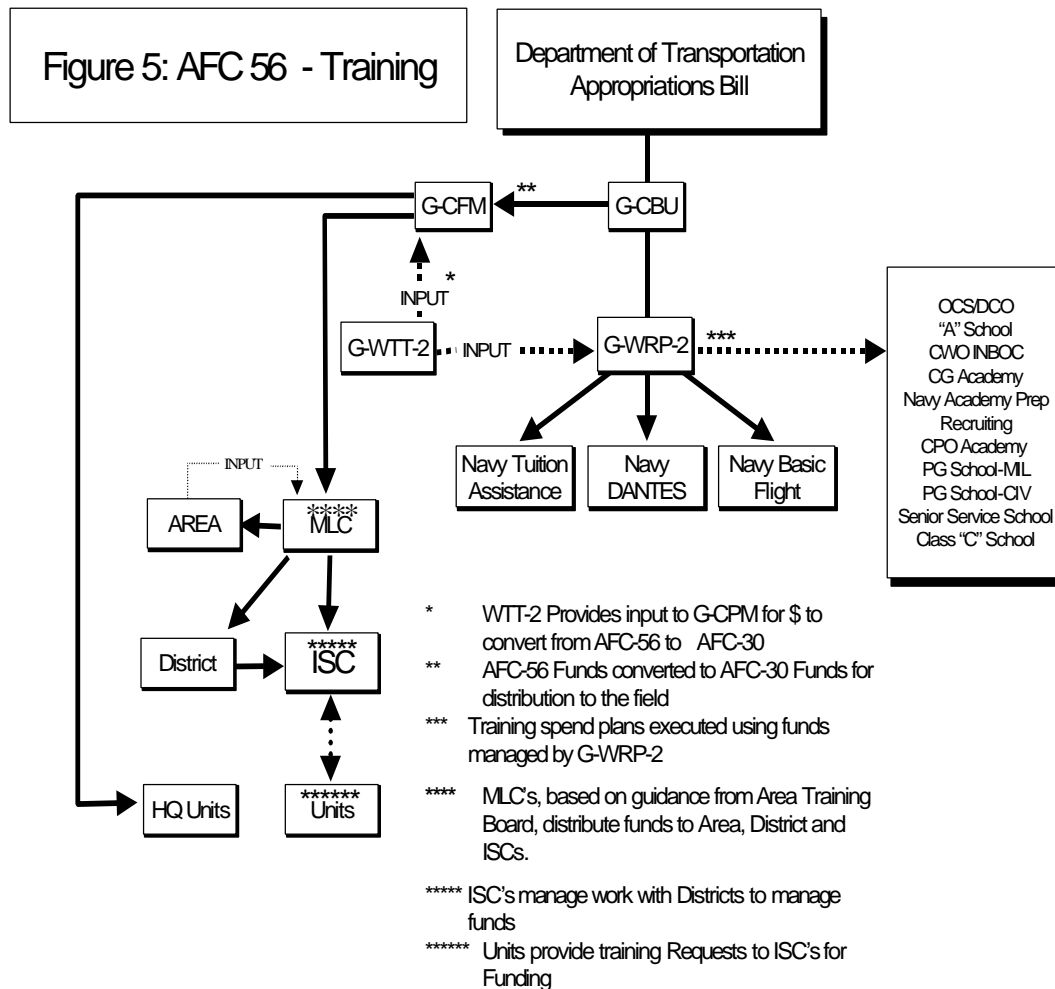 Figure 5: AFC 56 - Training
Department of Transportation
Appropriations Bill
G-CFM
**
G-CBU
*
INPUT
G-WTT-2
INPUT
G-WRP-2
***
OCS/DCO
“A” School
CWO INBOC
CG Academy
Navy Academy Prep
Recruiting
CPO Academy
PG School-MIL
PG School-CIV
Senior Service School
Class “C” School
Navy Tuition
Assistance
Navy
DANTES
Navy Basic
Flight
INPUT
AREA
****
MLC
District
*****
ISC
HQ Units
******
Units
* WTT-2 Provides input to G-CPM for $ to
convert from AFC-56 to AFC-30
** AFC-56 Funds converted to AFC-30 Funds for
distribution to the field
*** Training spend plans executed using funds
managed by G-WRP-2
**** MLC's, based on guidance from Area Training
Board, distribute funds to Area, District and
ISCs.
***** ISC's manage work with Districts to manage
funds
****** Units provide training Requests to ISC's for
Funding